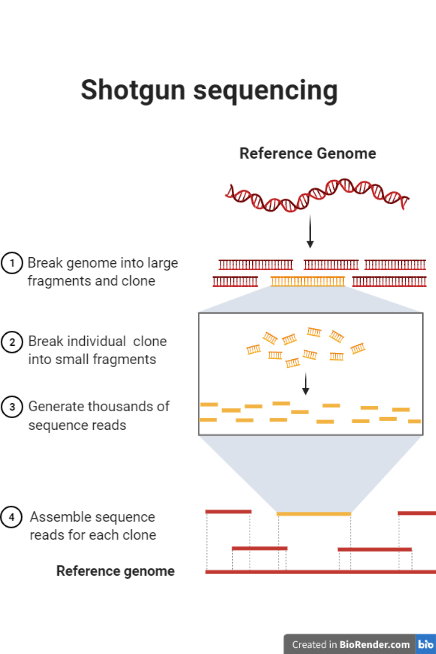 Shotgun sequencing
Reference Genome
1 Break genome into large
fragments and clone
2 Break individual clone
into small fragments
3 Generate thousands of
sequence reads
4 Assemble sequence
reads for each clone
Reference genome
Created in BioRender.com bio